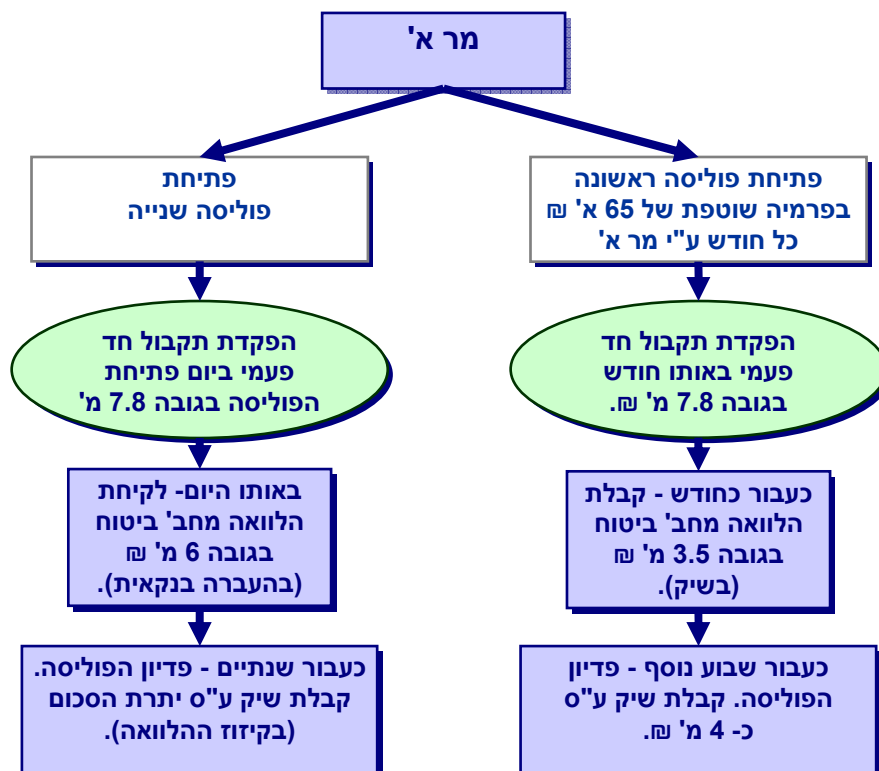 מר א'
פתיחת פוליסה ראשונה
בפרמיה שוטפת של 65 א' ₪
כל חודש ע"י מר א'
הפקדת תקבול חד
פעמי באותו חודש
בגובה 7.8 מ' ₪.
כעבור כחודש - קבלת
הלוואה מחב' ביטוח
בגובה 3.5 מ' ₪
(בשיק).
כעבור שבוע נוסף - פדיון
הפוליסה. קבלת שיק ע"ס
כ- 4 מ' ₪.
פתיחת
פוליסה שנייה
הפקדת תקבול חד
פעמי ביום פתיחת
הפוליסה בגובה 7.8 מ'
באותו היום- לקיחת
הלוואה מחב' ביטוח
בגובה 6 מ' ₪
(בהעברה בנקאית).
כעבור שנתיים - פדיון הפוליסה.
קבלת שיק ע"ס יתרת הסכום
(בקיזוז ההלוואה).